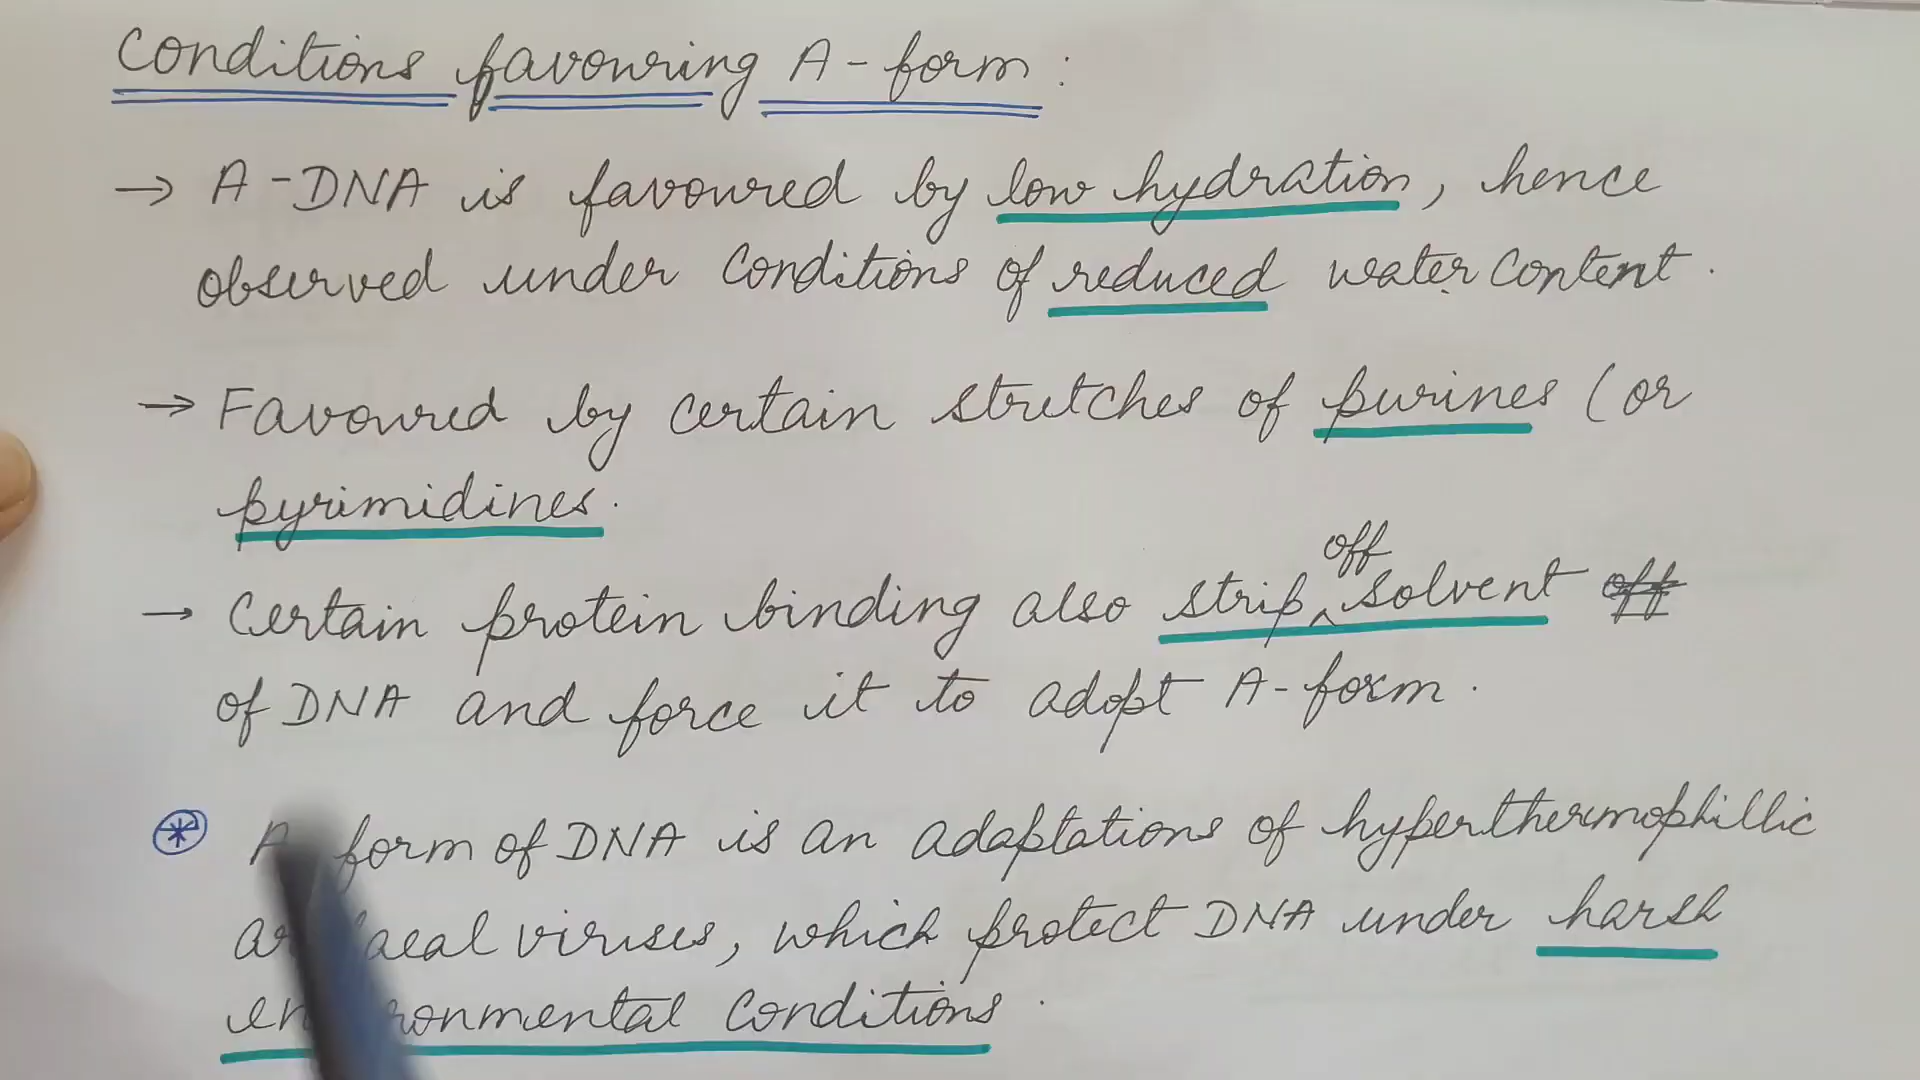 Conditions favouring A-form:
→ A-DNA is favoured by low hydration, hence
observed under conditions of reduced water content.
→ Favoured by certain stretches of purines (or
pyrimidines.
off
→ Certain protein binding also strip ^ solvent off
of DNA and force it to adopt A-form.
* A form of DNA is an adaptations of hyperthermophillic
viruses, which protect DNA under harsh
conditions.